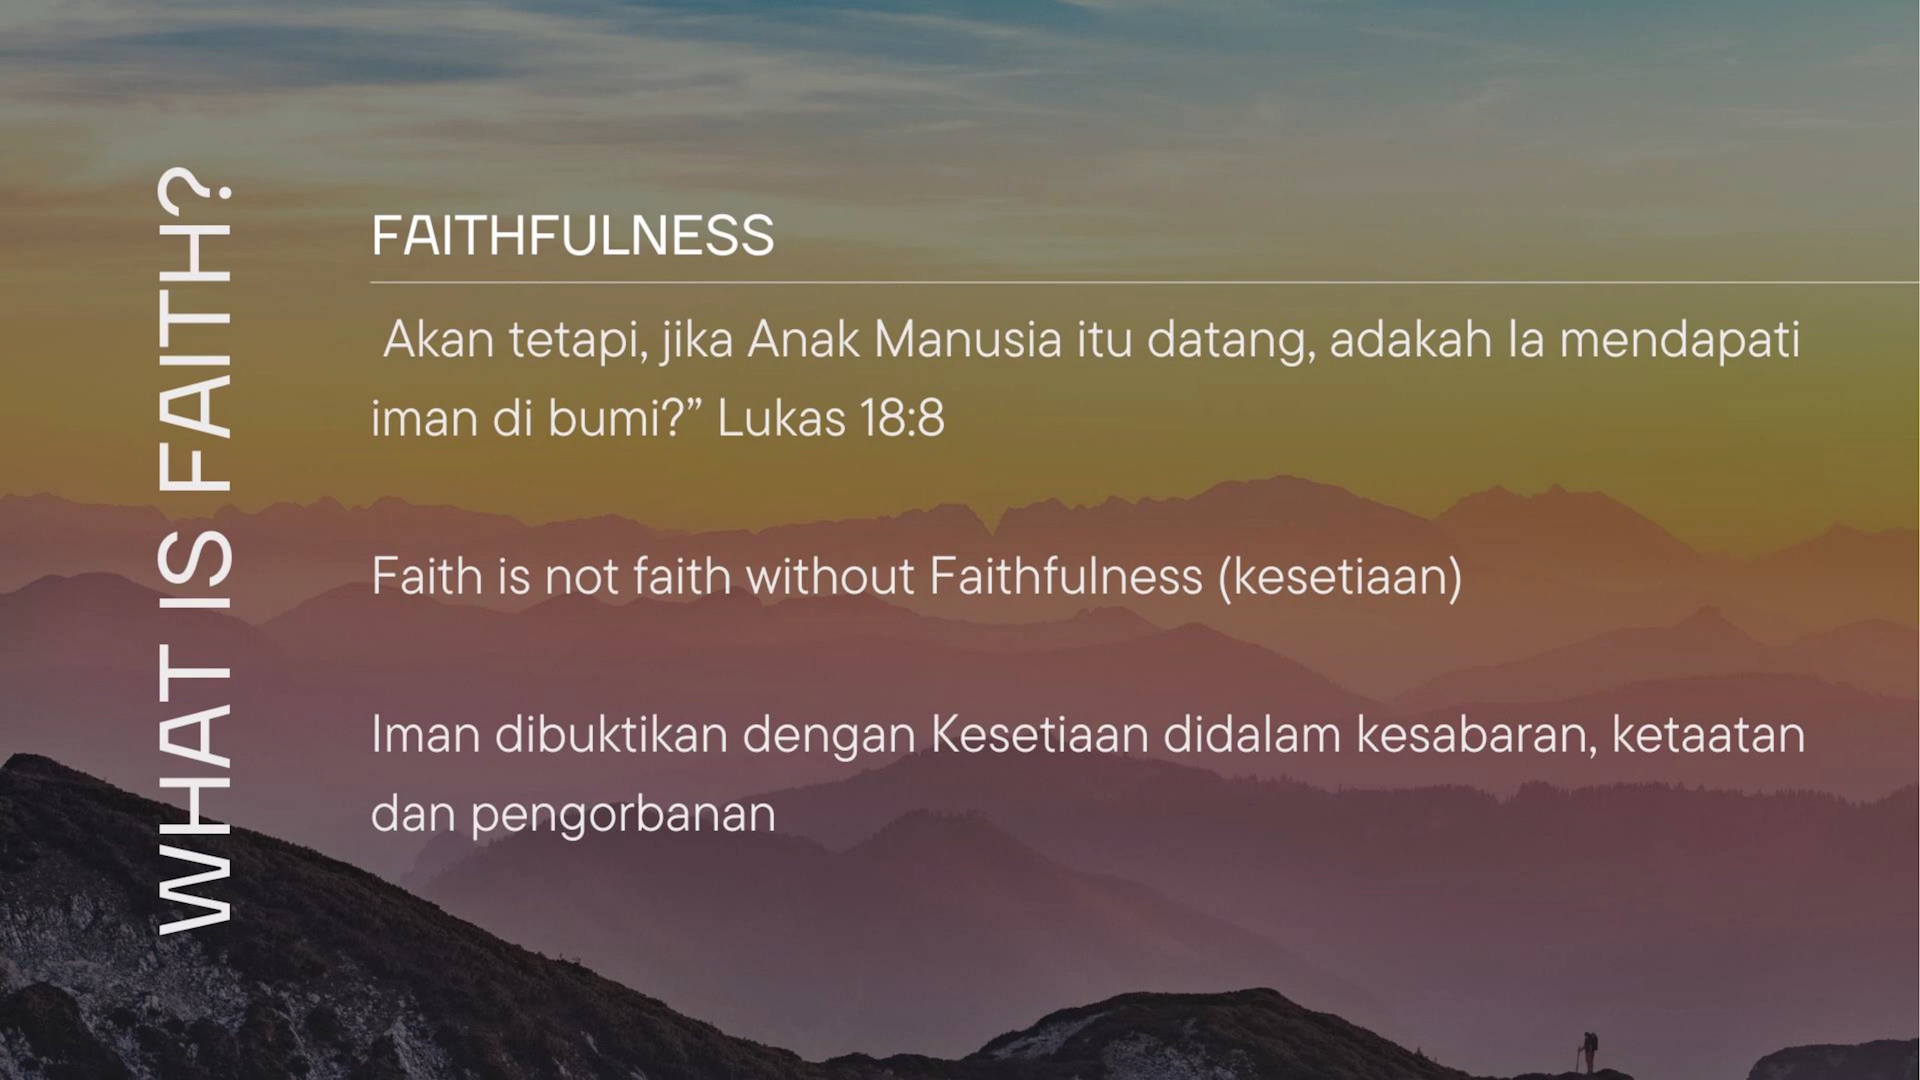 WHAT IS FAITH?
FAITHFULNESS
Akan tetapi, jika Anak Manusia itu datang, adakah Ia mendapati
iman di bumi?” Lukas 18:8
Faith is not faith without Faithfulness (kesetiaan)
Iman dibuktikan dengan Kesetiaan didalam kesabaran, ketaatan
dan pengorbanan